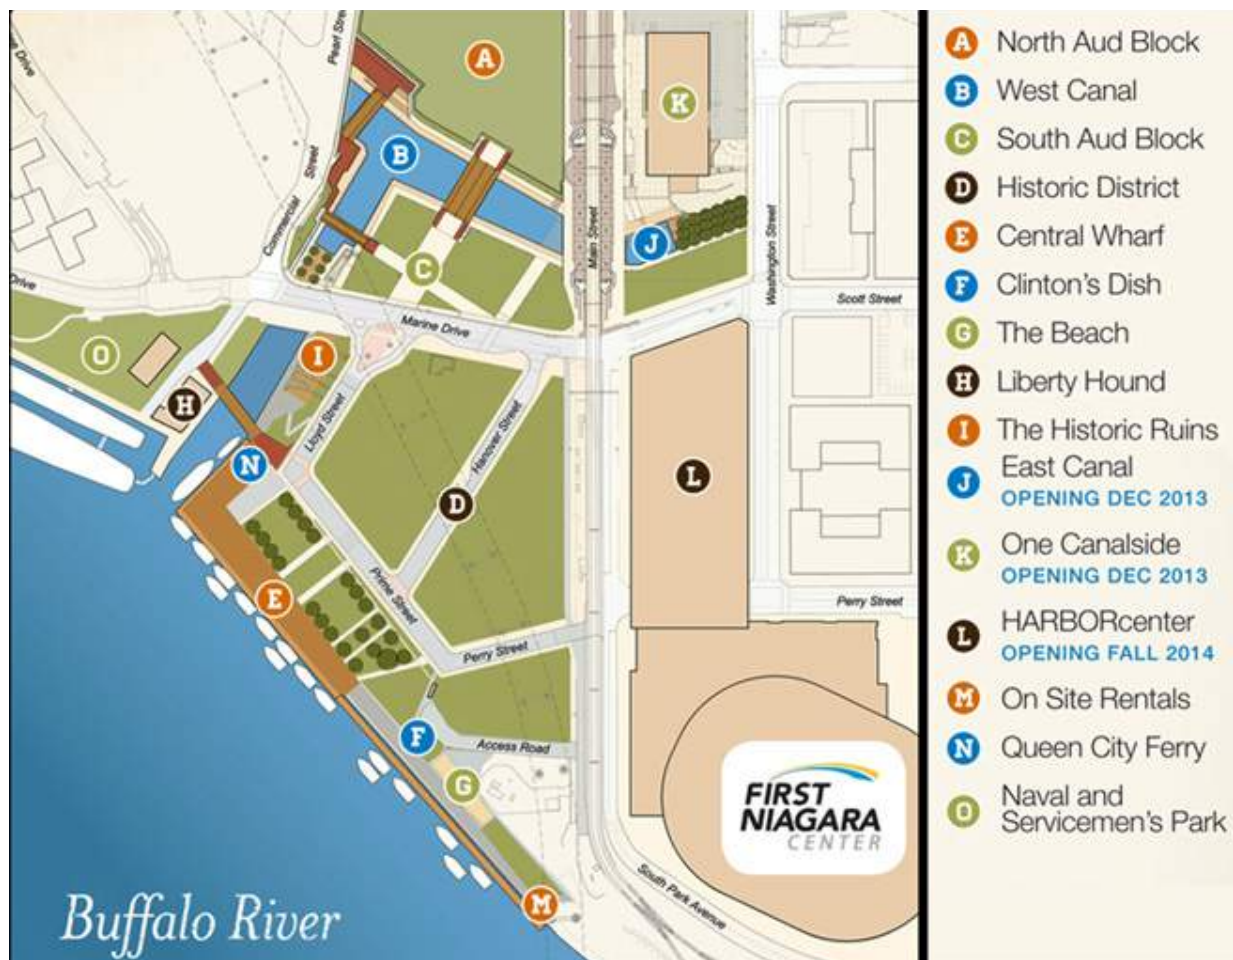 Pearl Stree
Drive
A
K
B
Street
Commercial
Main Street
J
Washington Street
C
Drive
Scott Street
Marine Drive
O
I
H
Lloyd Street
Hanover Street
N
L
D
Prime Street
E
Perry Street
Perry Street
F
Access Road
G
FIRST
NIAGARA
CENTER
South Park Avenue
M
Buffalo River
A North Aud Block
B West Canal
C South Aud Block
D Historic District
E Central Wharf
F Clinton's Dish
G The Beach
H Liberty Hound
I The Historic Ruins
J East Canal
OPENING DEC 2013
K One Canalside
OPENING DEC 2013
L HARBORcenter
OPENING FALL 2014
M On Site Rentals
N Queen City Ferry
O Naval and
Servicemen's Park